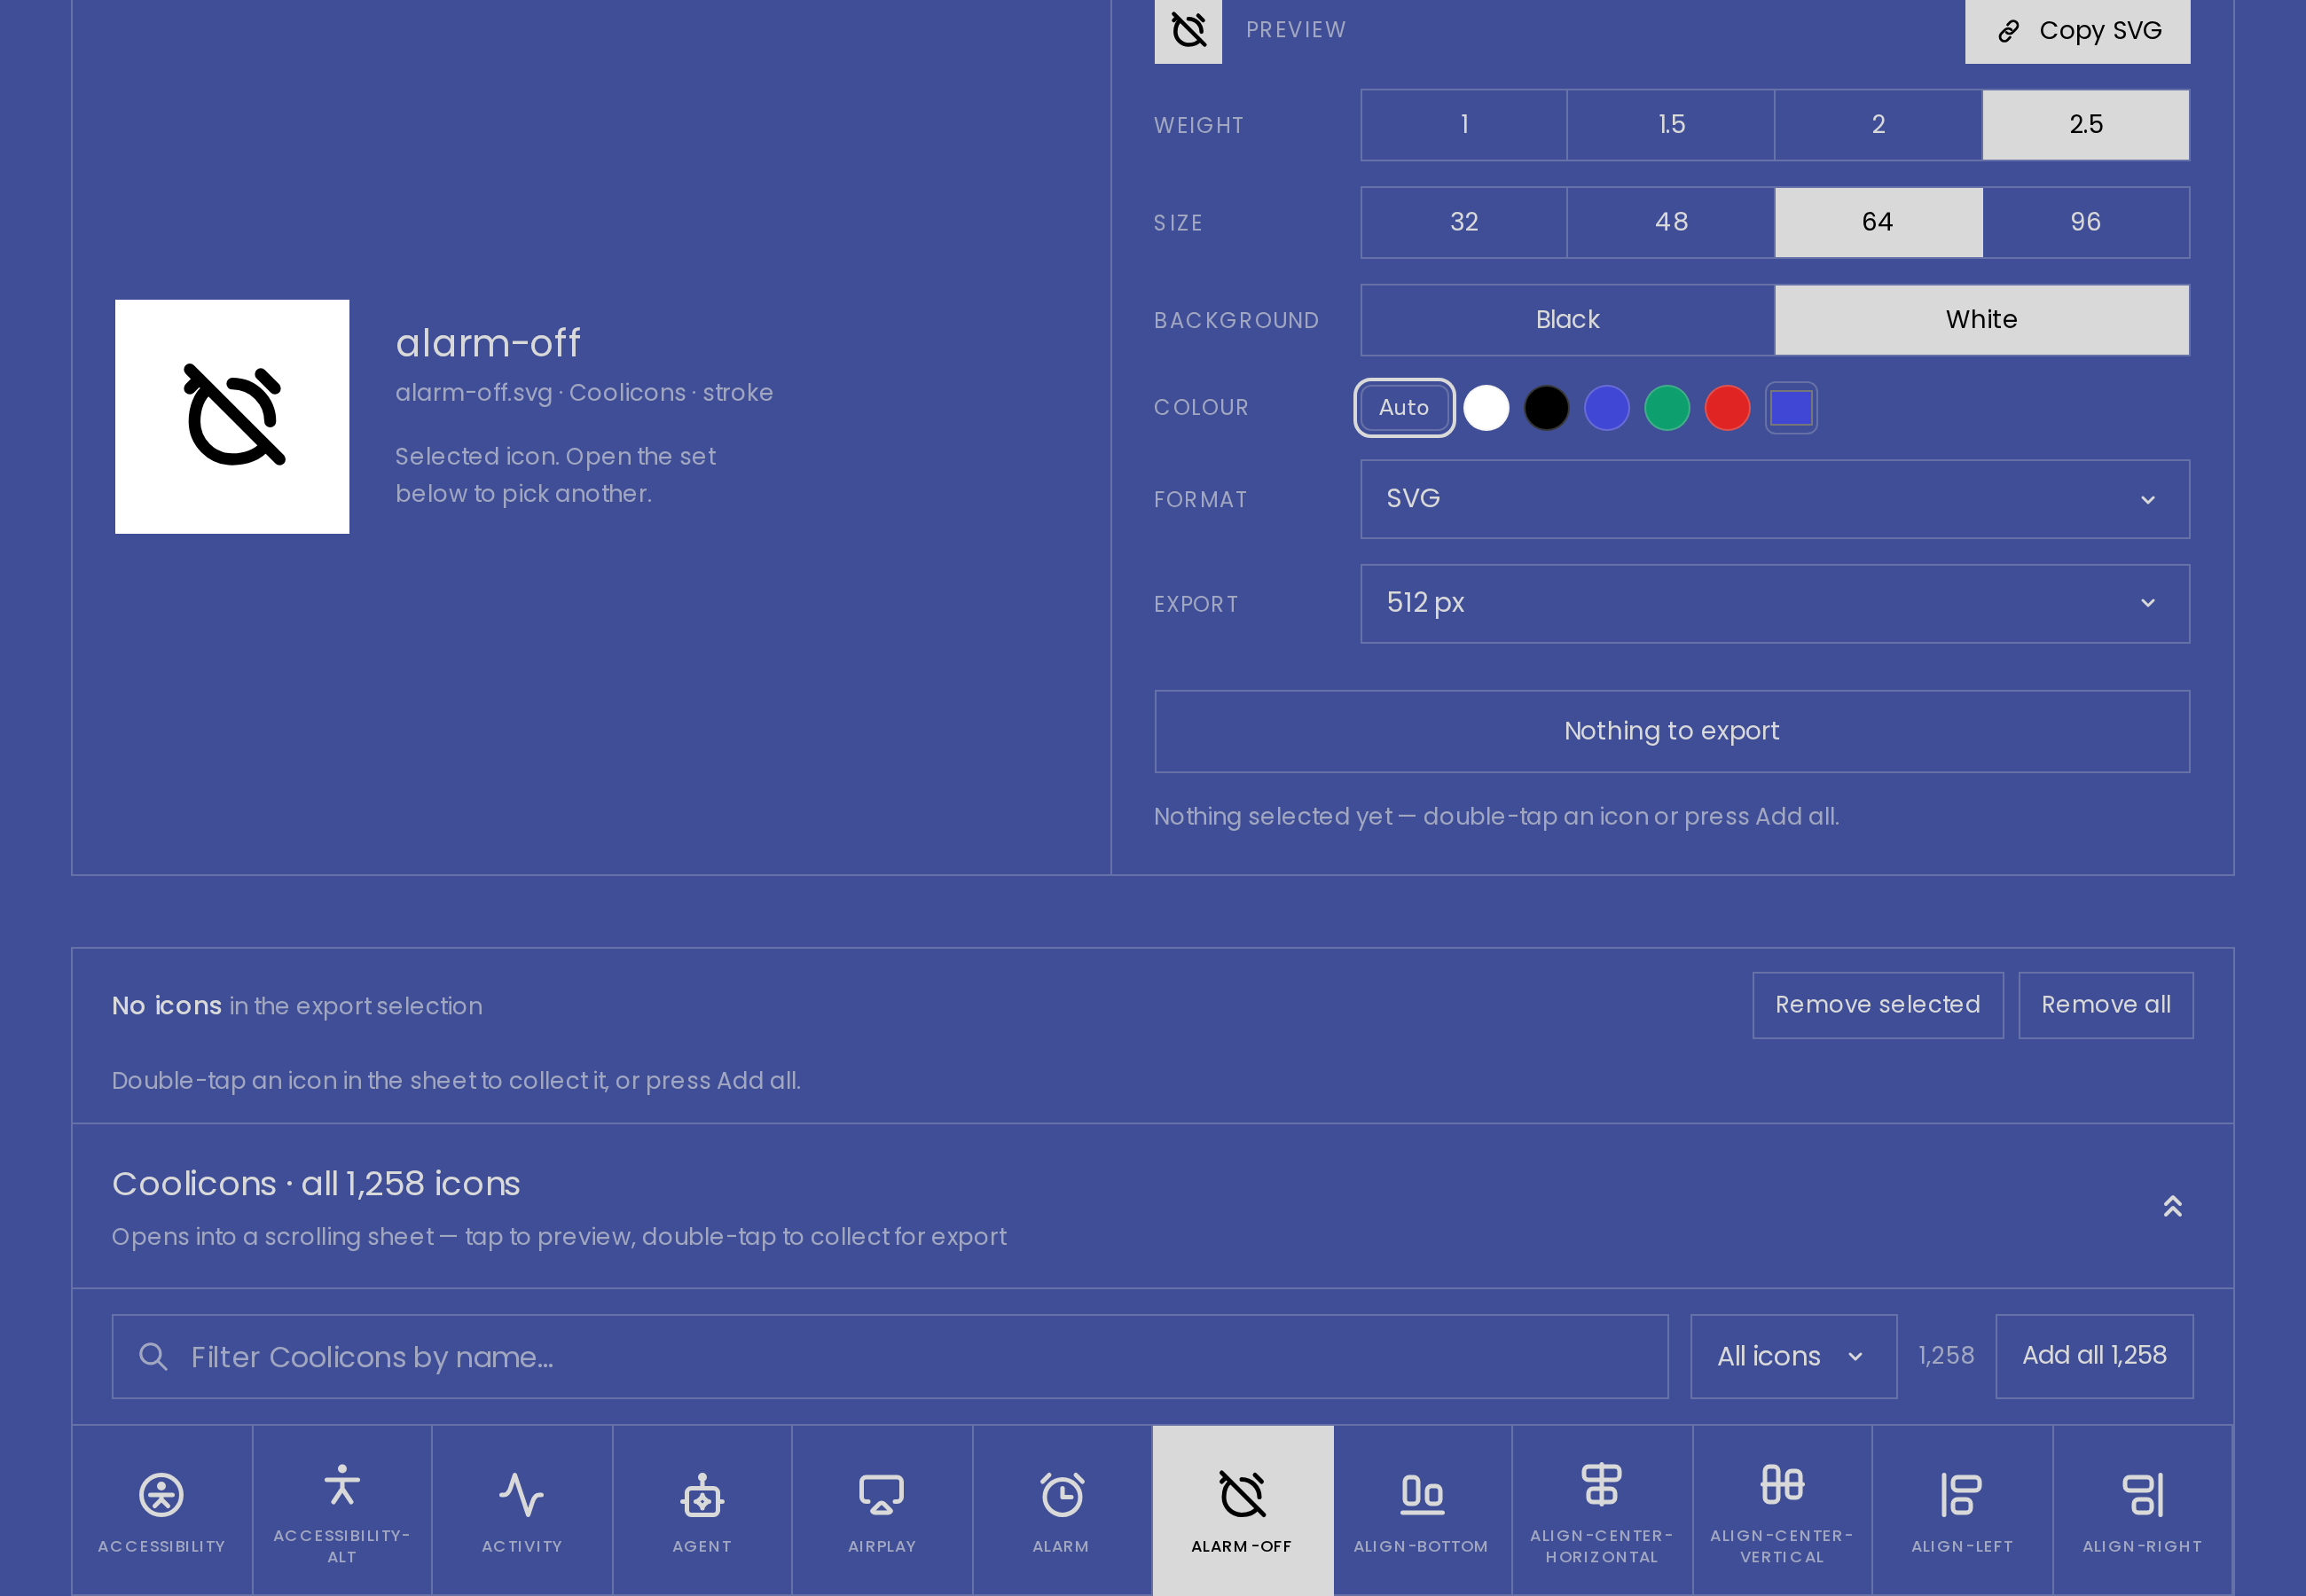 PREVIEW
Copy SVG
WEIGHT
1
1.5
2
2.5
SIZE
32
48
64
96
BACKGROUND
Black
White
alarm-off
alarm-off.svg · Coolicons · stroke
Selected icon. Open the set
below to pick another.
COLOUR
Auto
FORMAT
SVG
EXPORT
512 px
Nothing to export
Nothing selected yet — double-tap an icon or press Add all.
No icons in the export selection
Remove selected
Remove all
Double-tap an icon in the sheet to collect it, or press Add all.
Coolicons · all 1,258 icons
Opens into a scrolling sheet — tap to preview, double-tap to collect for export
Filter Coolicons by name...
All icons
1,258
Add all 1,258
ACCESSIBILITY
ACCESSIBILITY-
ALT
ACTIVITY
AGENT
AIRPLAY
ALARM
ALARM-OFF
ALIGN-BOTTOM
ALIGN-CENTER-
HORIZONTAL
ALIGN-CENTER-
VERTICAL
ALIGN-LEFT
ALIGN-RIGHT